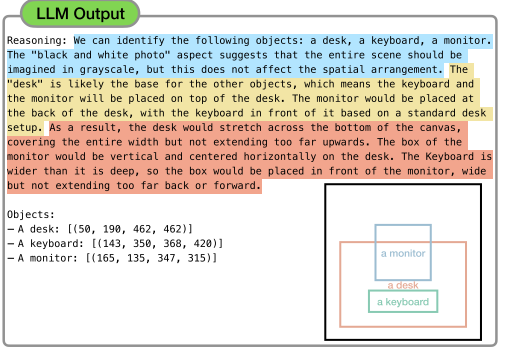 LLM Output
Reasoning: We can identify the following objects: a desk, a keyboard, a monitor.
The "black and white photo" aspect suggests that the entire scene should be
imagined in grayscale, but this does not affect the spatial arrangement. The
"desk" is likely the base for the other objects, which means the keyboard and
the monitor will be placed on top of the desk. The monitor would be placed at
the back of the desk, with the keyboard in front of it based on a standard desk
setup. As a result, the desk would stretch across the bottom of the canvas,
covering the entire width but not extending too far upwards. The box of the
monitor would be vertical and centered horizontally on the desk. The Keyboard is
wider than it is deep, so the box would be placed in front of the monitor, wide
but not extending too far back or forward.
Objects:
— A desk: [(50, 190, 462, 462)]
— A keyboard: [(143, 350, 368, 420)]
— A monitor: [(165, 135, 347, 315)]
a monitor
a desk
a keyboard